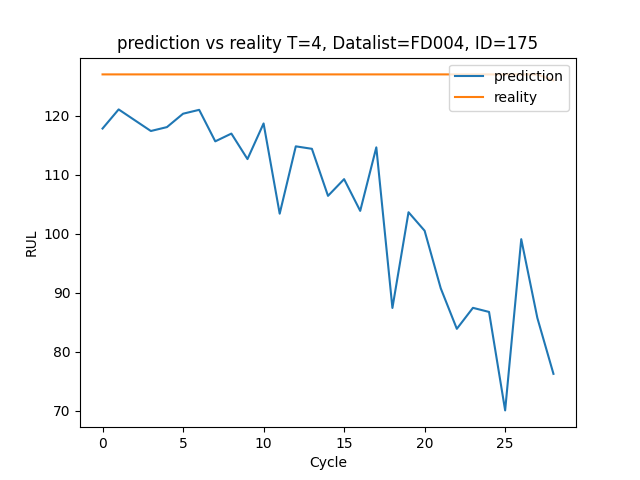 prediction vs reality T=4, Datalist=FD004, ID=175
prediction
reality
RUL
120
110
100
90
80
70
0 5 10 15 20 25
Cycle